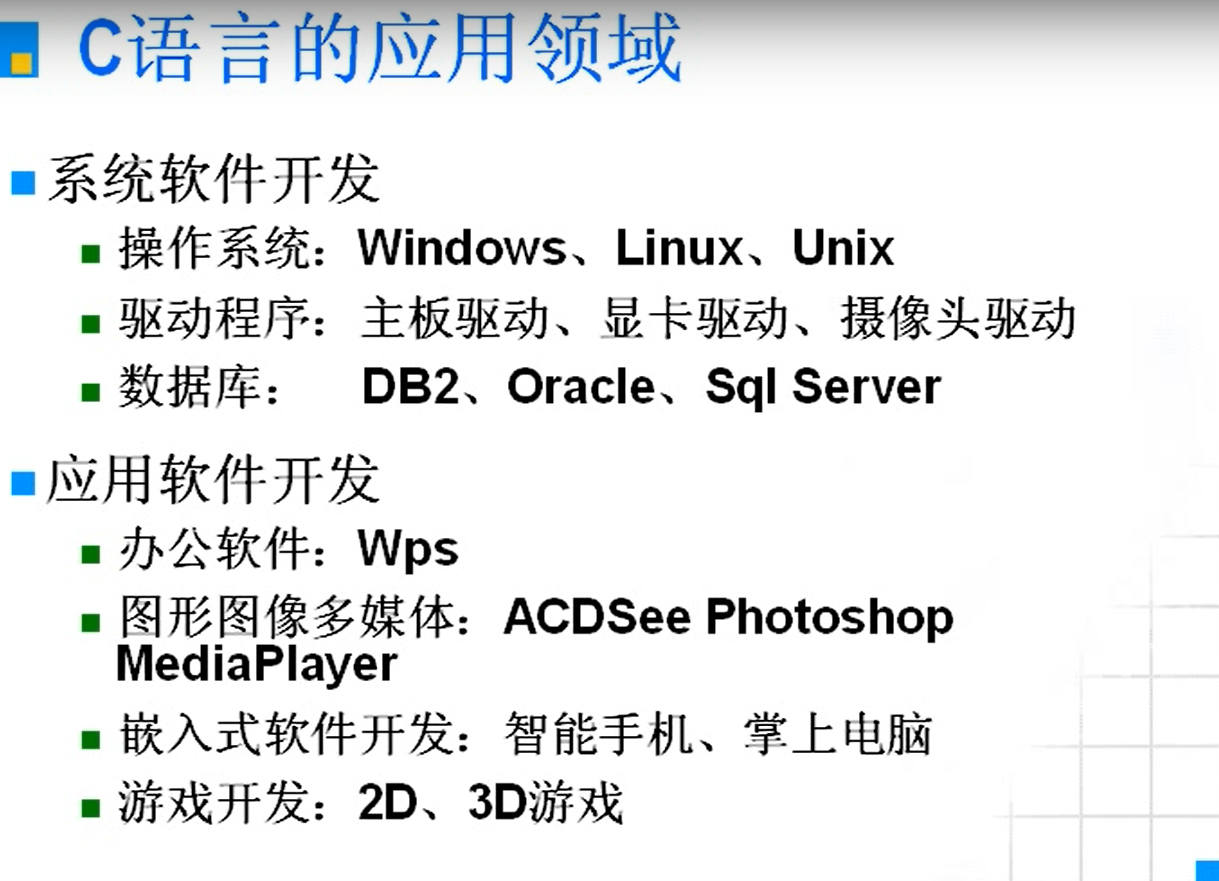 C语言的应用领域
系统软件开发
操作系统：Windows、Linux、Unix
驱动程序：主板驱动、显卡驱动、摄像头驱动
数据库：   DB2、Oracle、Sql Server
应用软件开发
办公软件：Wps
图形图像多媒体：ACDSee Photoshop
MediaPlayer
嵌入式软件开发：智能手机、掌上电脑
游戏开发：2D、3D游戏